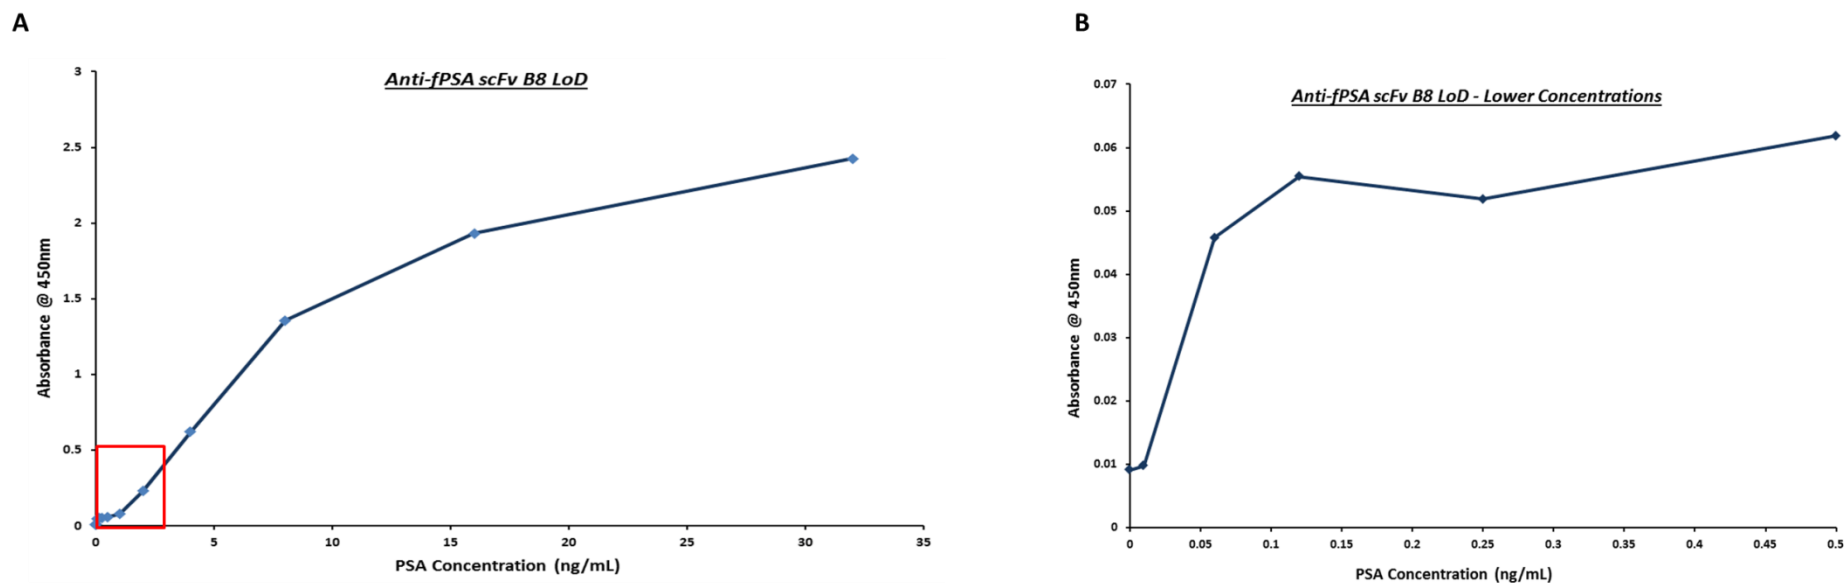 A
Anti-fPSA scFv B8 LoD
3
2.5
2
1.5
1
0.5
0
Absorbance @ 450nm
0 5 10 15 20 25 30 35
PSA Concentration (ng/mL)
B
Anti-fPSA scFv B8 LoD - Lower Concentrations
0.07
0.06
0.05
0.04
0.03
0.02
0.01
0
Absorbance @ 450nm
0 0.05 0.1 0.15 0.2 0.25 0.3 0.35 0.4 0.45 0.5
PSA Concentration (ng/mL)